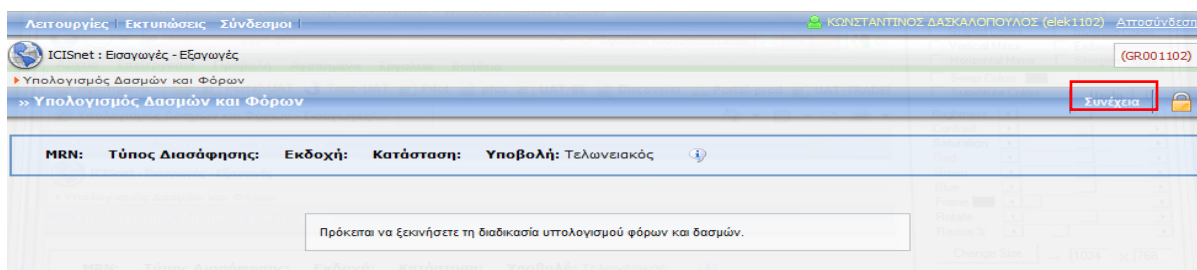 Λειτουργίες Εκτυπώσεις Σύνδεσμοι ΚΩΝΣΤΑΝΤΙΝΟΣ ΔΑΣΚΑΛΟΠΟΥΛΟΣ (elek1102) Αποσύνδεση
ICISnet : Εισαγωγές - Εξαγωγές (GR001102)
Υπολογισμός Δασμών και Φόρων
» Υπολογισμός Δασμών και Φόρων Συνέχεια
MRN: Τύπος Διασάφησης: Εκδοχή: Κατάσταση: Υποβολή: Τελωνειακός
Πρόκειται να ξεκινήσετε τη διαδικασία υπολογισμού φόρων και δασμών.